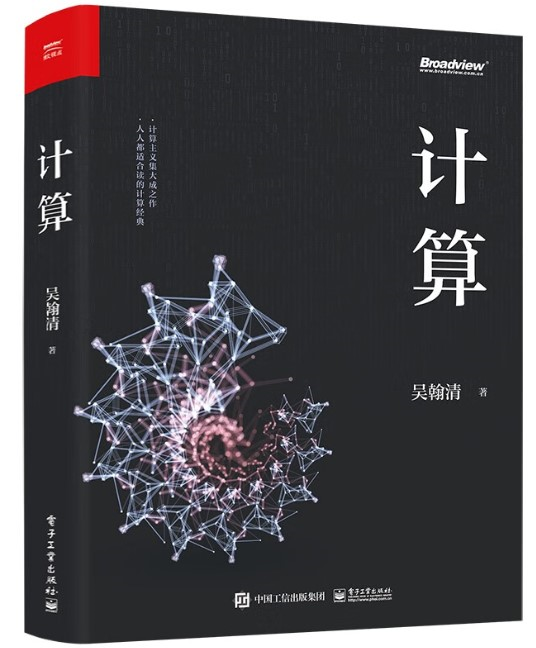 计算
吴翰清
著
电子工业出版社
Broadview®
www.broadview.com.cn
·计算主义集大成之作
·人人都适合读的计算经典
计算
吴翰清 著
中国工信出版集团
电子工业出版社